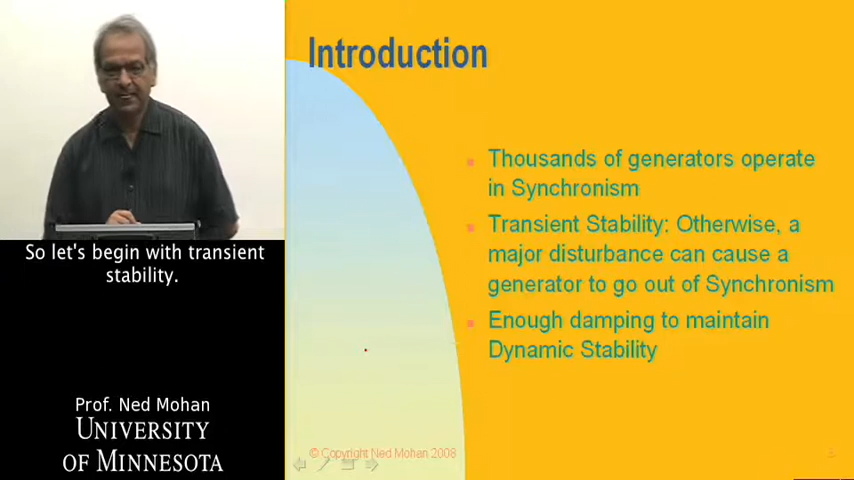 Introduction
Thousands of generators operate
in Synchronism
Transient Stability: Otherwise, a
major disturbance can cause a
generator to go out of Synchronism
Enough damping to maintain
Dynamic Stability
So let's begin with transient
stability.
Prof. Ned Mohan
UNIVERSITY
OF MINNESOTA
© Copyright Ned Mohan 2008